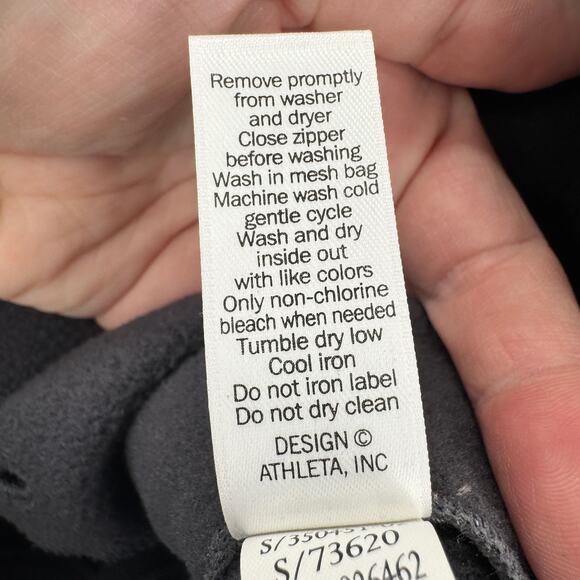 Remove promptly
from washer
and dryer
Close zipper
before washing
Wash in mesh bag
Machine wash cold
gentle cycle
Wash and dry
inside out
with like colors
Only non-chlorine
bleach when needed
Tumble dry low
Cool iron
Do not iron label
Do not dry clean
DESIGN ©
ATHLETA, INC
S/73620